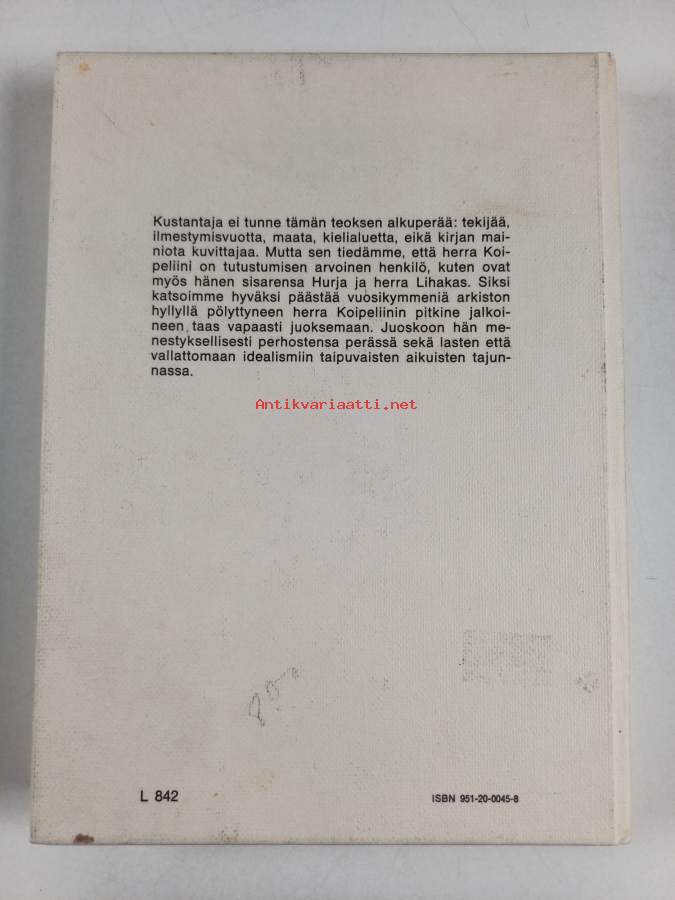 Kustantaja ei tunne tämän teoksen alkuperää: tekijää,
ilmestymisvuotta, maata, kielialuetta, eikä kirjan mai-
niota kuvittajaa. Mutta sen tiedämme, että herra Koi-
peliini on tutustumisen arvoinen henkilö, kuten ovat
myös hänen sisarensa Hurja ja herra Lihakas. Siksi
katsoimme hyväksi päästää vuosikymmeniä arkiston
hyllyllä pölyttyneen herra Koipeliinin pitkine jalkoi-
neen taas vapaasti juoksemaan. Juoskoon hän me-
nestyksellisesti perhostensa perässä sekä lasten että
vallattomaan idealismiin taipuvaisten aikuisten tajun-
nassa.
Antikvariaatti.net
L 842
ISBN 951-20-0045-8